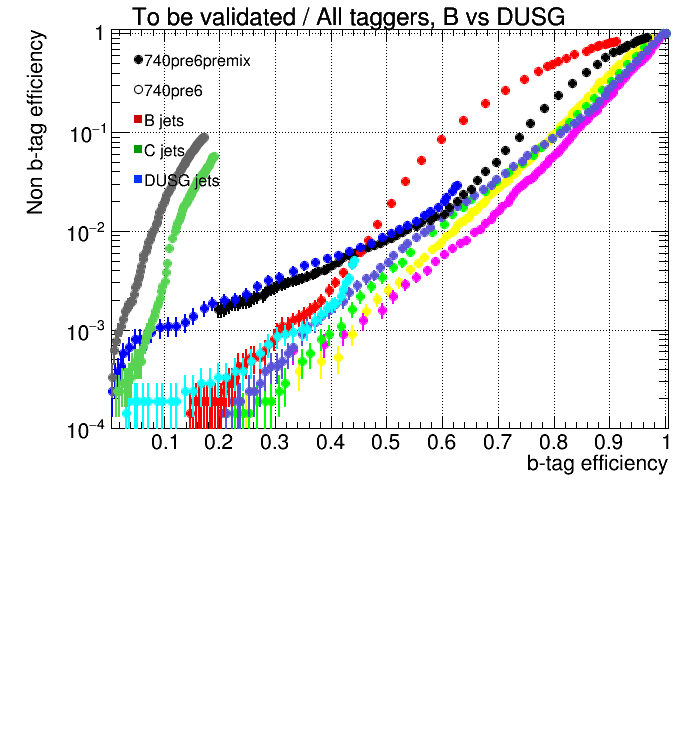 To be validated / All taggers, B vs DUSG
Non b-tag efficiency
1
10⁻¹
10⁻²
10⁻³
10⁻⁴
740pre6premix
740pre6
B jets
C jets
DUSG jets
0.1 0.2 0.3 0.4 0.5 0.6 0.7 0.8 0.9 1
b-tag efficiency